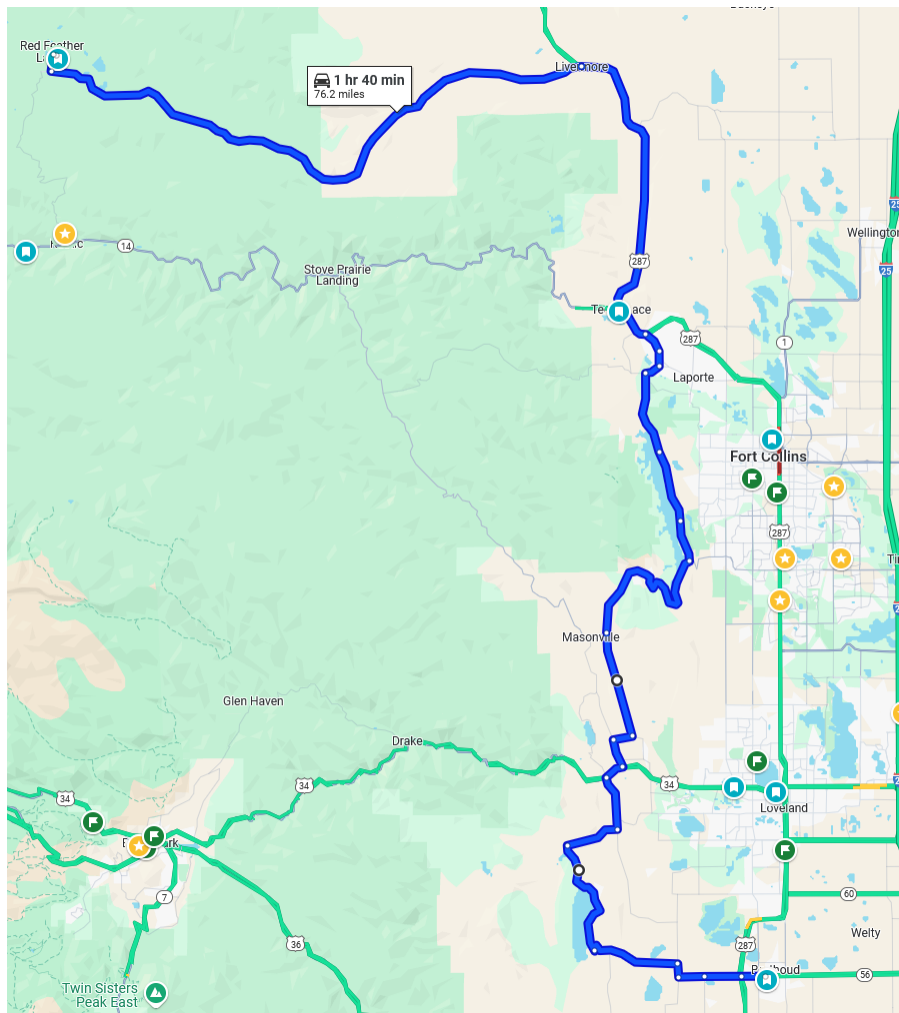 Red Feather
1 hr 40 min
76.2 miles
Livermore
14
Stove Prairie
Landing
287
25
Wellington
25
287
1
Laporte
Fort Collins
287
Masonville
Glen Haven
Drake
34
34
34
Loveland
7
60
36
287
Welty
Berthoud
56
Twin Sisters
Peak East